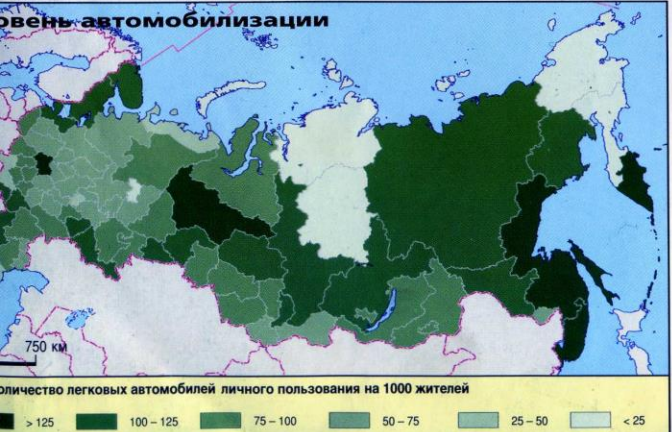 овень автомобилизации
750 км
оличество легковых автомобилей личного пользования на 1000 жителей
> 125 100 – 125 75 – 100 50 – 75 25 – 50 < 25